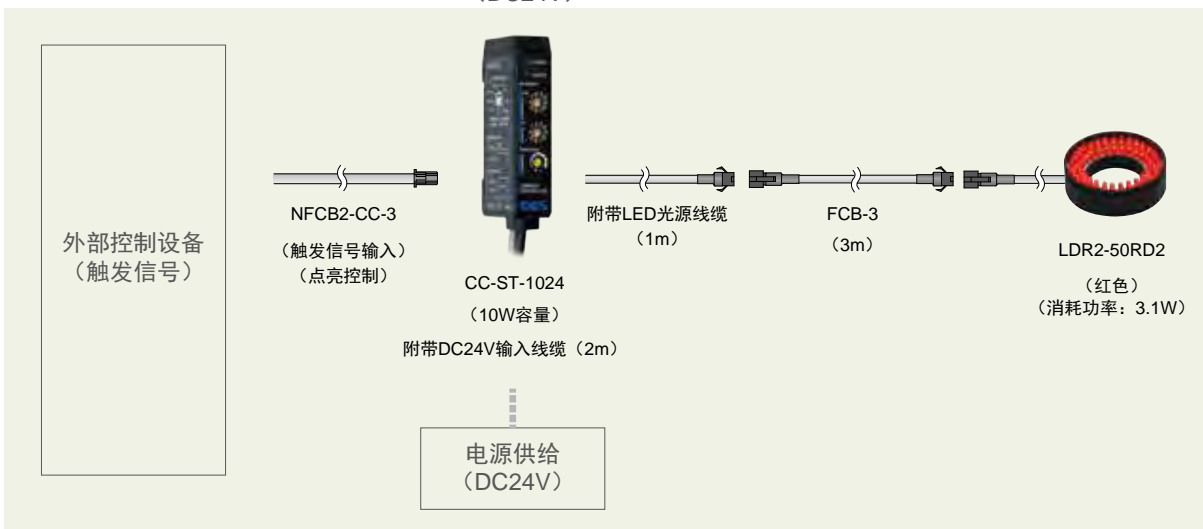 外部控制设备
（触发信号）
NFCB2-CC-3
（触发信号输入）
（点亮控制）
CC-ST-1024
（10W容量）
附带DC24V输入线缆（2m）
电源供给
（DC24V）
附带LED光源线缆
（1m）
FCB-3
（3m）
LDR2-50RD2
（红色）
（消耗功率：3.1W）